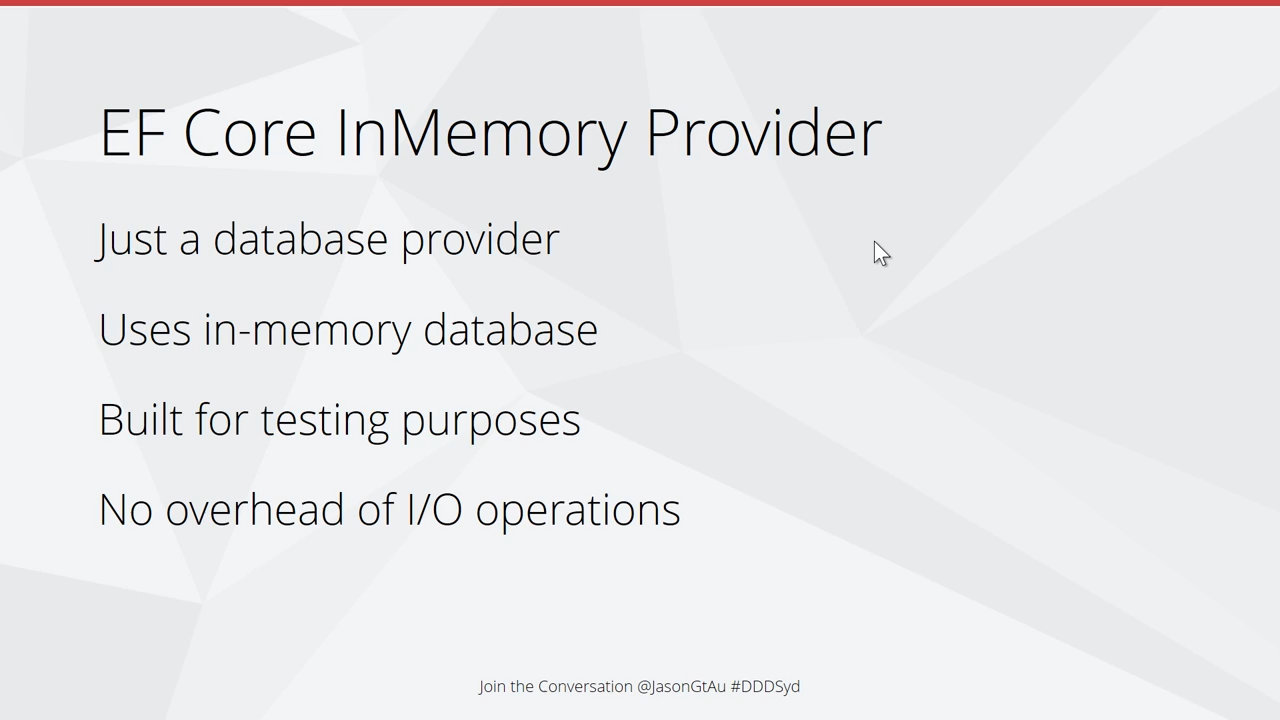 EF Core InMemory Provider
Just a database provider
Uses in-memory database
Built for testing purposes
No overhead of I/O operations
Join the Conversation @JasonGtAu #DDDSyd